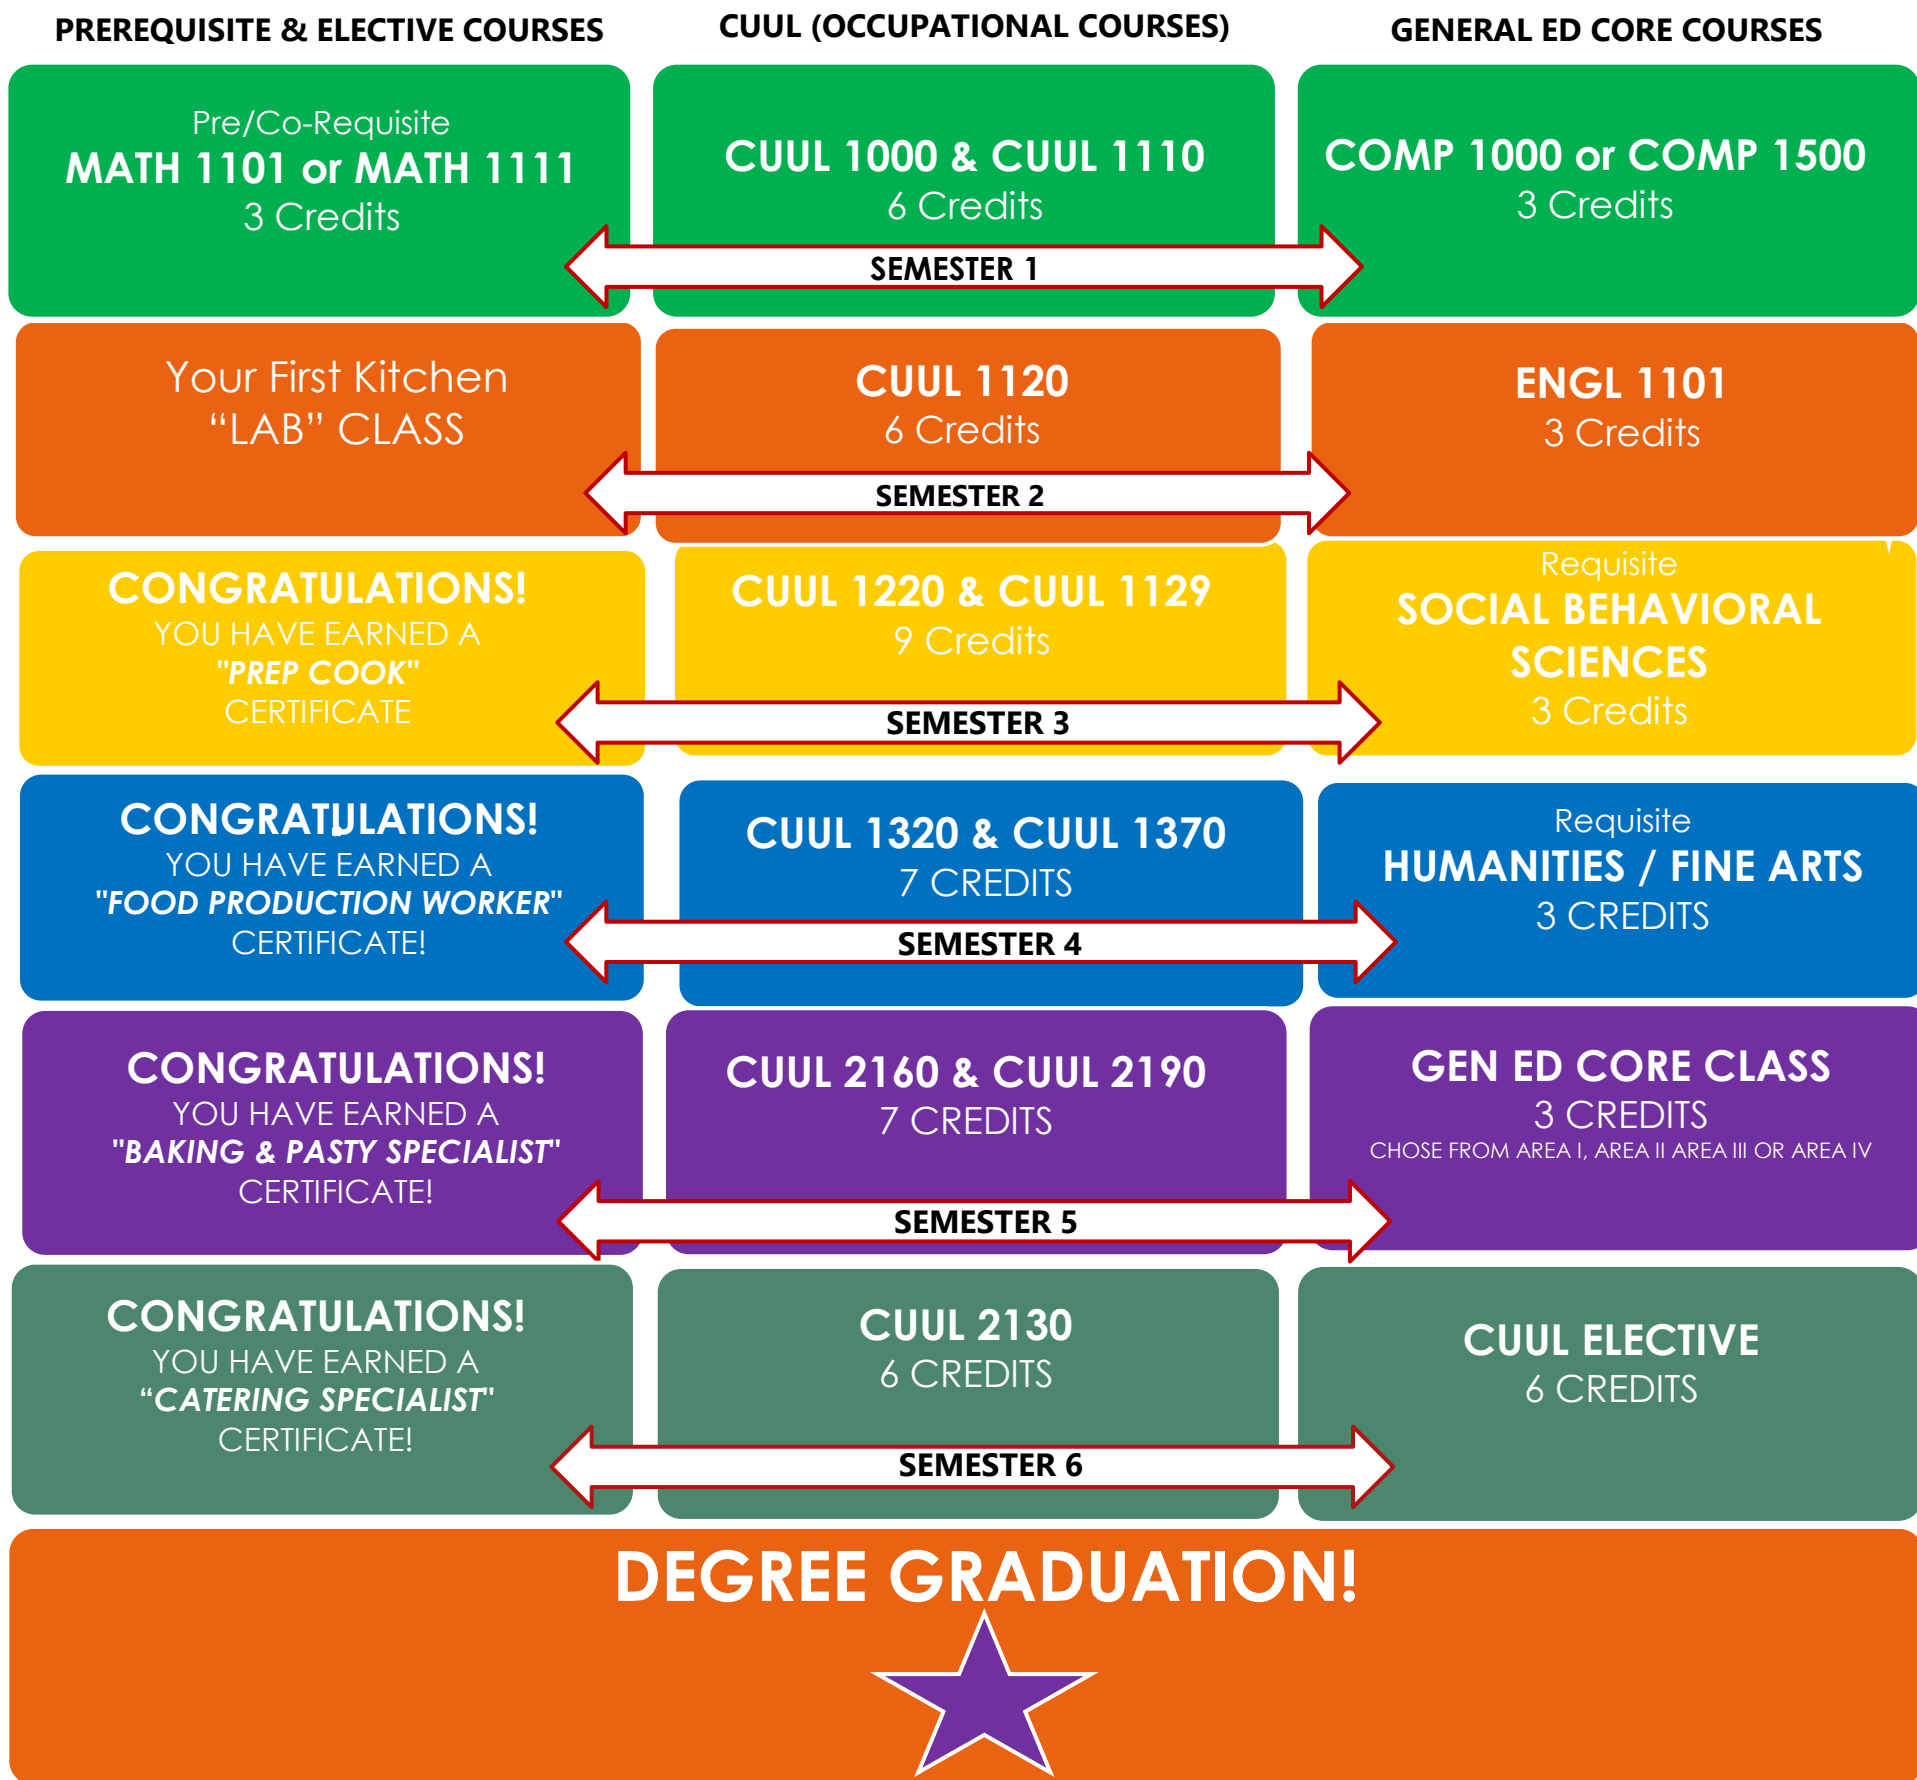 PREREQUISITE & ELECTIVE COURSES
CUUL (OCCUPATIONAL COURSES)
GENERAL ED CORE COURSES
Pre/Co-Requisite
MATH 1101 or MATH 1111
3 Credits
CUUL 1000 & CUUL 1110
6 Credits
COMP 1000 or COMP 1500
3 Credits
SEMESTER 1
Your First Kitchen
“LAB” CLASS
CUUL 1120
6 Credits
ENGL 1101
3 Credits
SEMESTER 2
CONGRATULATIONS!
YOU HAVE EARNED A
"PREP COOK"
CERTIFICATE
CUUL 1220 & CUUL 1129
9 Credits
Requisite
SOCIAL BEHAVIORAL
SCIENCES
3 Credits
SEMESTER 3
CONGRATULATIONS!
YOU HAVE EARNED A
"FOOD PRODUCTION WORKER"
CERTIFICATE!
CUUL 1320 & CUUL 1370
7 CREDITS
Requisite
HUMANITIES / FINE ARTS
3 CREDITS
SEMESTER 4
CONGRATULATIONS!
YOU HAVE EARNED A
"BAKING & PASTY SPECIALIST"
CERTIFICATE!
CUUL 2160 & CUUL 2190
7 CREDITS
GEN ED CORE CLASS
3 CREDITS
CHOSE FROM AREA I, AREA II AREA III OR AREA IV
SEMESTER 5
CONGRATULATIONS!
YOU HAVE EARNED A
“CATERING SPECIALIST"
CERTIFICATE!
CUUL 2130
6 CREDITS
CUUL ELECTIVE
6 CREDITS
SEMESTER 6
DEGREE GRADUATION!